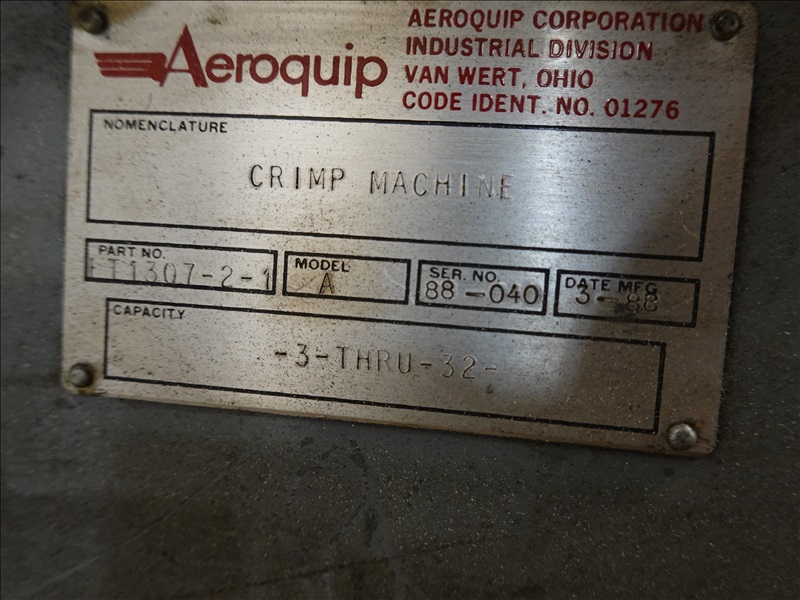 Aeroquip
AEROQUIP CORPORATION
INDUSTRIAL DIVISION
VAN WERT, OHIO
CODE IDENT. NO. 01276
NOMENCLATURE
CRIMP MACHINE
PART NO.
FT1307-2-1
MODEL
A
SER. NO.
88-040
DATE MFG.
3-88
CAPACITY
-3-THRU-32-